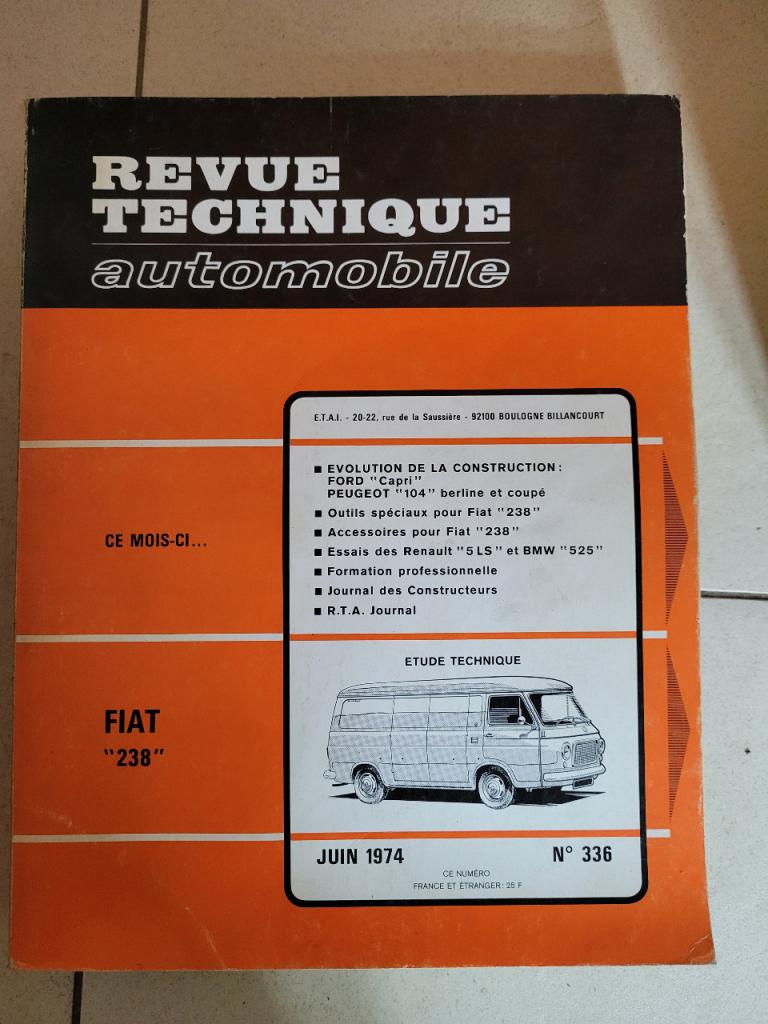 REVUE
TECHNIQUE
automobile
E.T.A.I. - 20-22, rue de la Saussière - 92100 BOULOGNE BILLANCOURT
CE MOIS-CI...
■ EVOLUTION DE LA CONSTRUCTION :
FORD "Capri"
PEUGEOT "104" berline et coupé
■ Outils spéciaux pour Fiat "238"
■ Accessoires pour Fiat "238"
■ Essais des Renault "5 LS" et BMW "525"
■ Formation professionnelle
■ Journal des Constructeurs
■ R.T.A. Journal
FIAT
"238"
ETUDE TECHNIQUE
JUIN 1974 N° 336
CE NUMÉRO
FRANCE ET ÉTRANGER : 25 F